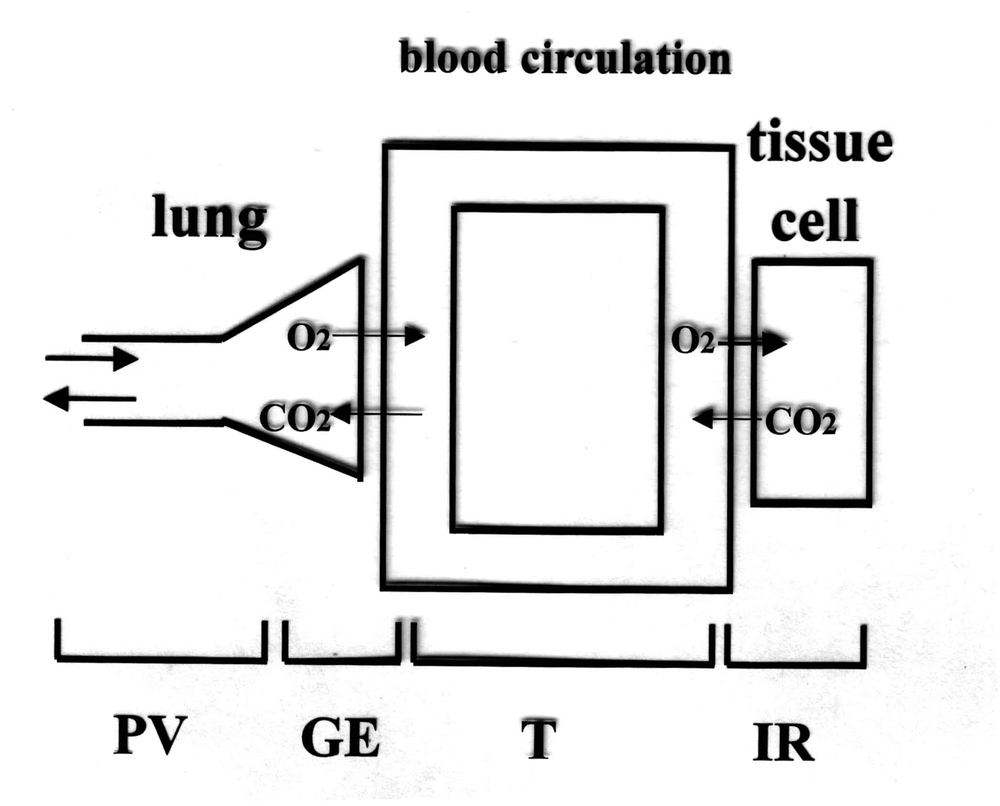 blood circulation
tissue
cell
lung
O2
O2
CO2
CO2
PV GE T IR